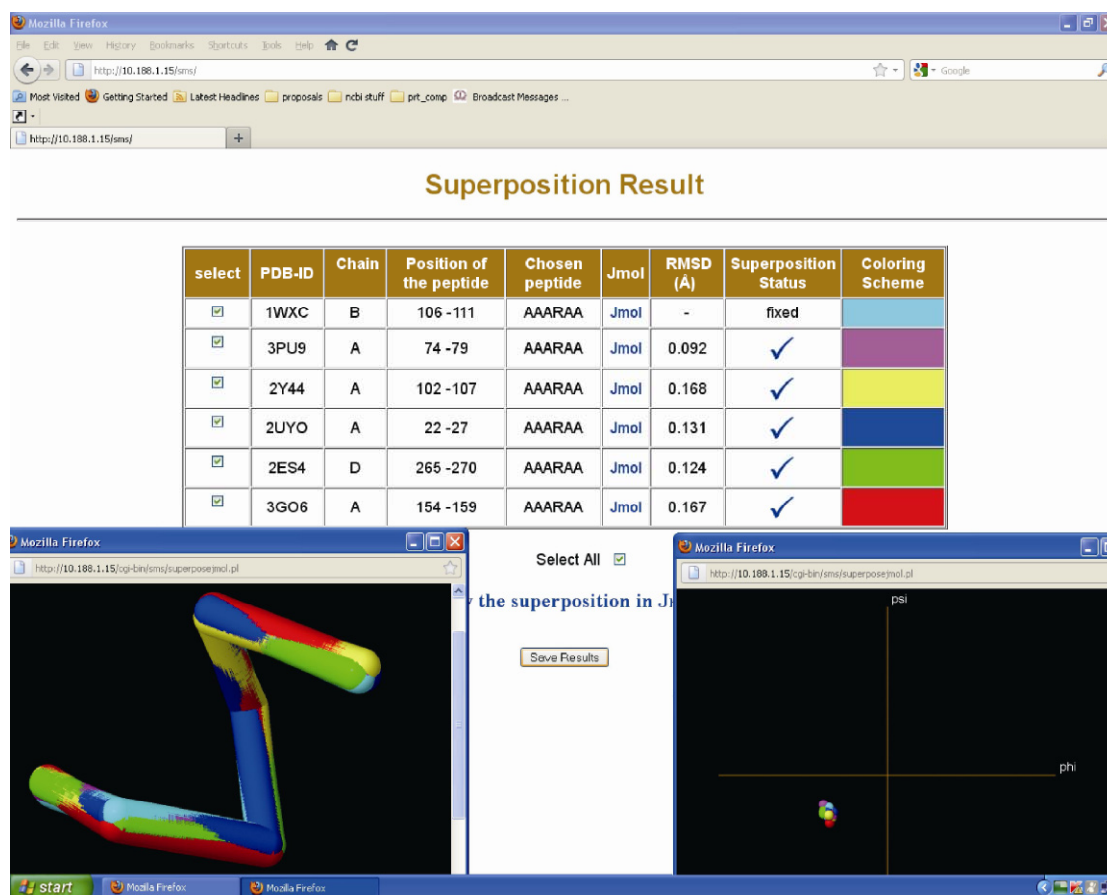 Mozilla Firefox
File Edit View History Bookmarks Shortcuts Tools Help
http://10.188.1.15/sms/
Google
Most Visited Getting Started Latest Headlines proposals ncbi stuff prt_comp Broadcast Messages ...
http://10.188.1.15/sms/ +
Superposition Result
select PDB-ID Chain Position of the peptide Chosen peptide Jmol RMSD (Å) Superposition Status Coloring Scheme
1WXC B 106 -111 AAARAA Jmol - fixed
3PU9 A 74 -79 AAARAA Jmol 0.092
2Y44 A 102 -107 AAARAA Jmol 0.168
2UYO A 22 -27 AAARAA Jmol 0.131
2ES4 D 265 -270 AAARAA Jmol 0.124
3GO6 A 154 -159 AAARAA Jmol 0.167
Select All
the superposition in
Save Results
Mozilla Firefox
http://10.188.1.15/cgi-bin/sms/superposejmol.pl
Mozilla Firefox
http://10.188.1.15/cgi-bin/sms/superposejmol.pl
psi
phi
start Mozilla Firefox Mozilla Firefox